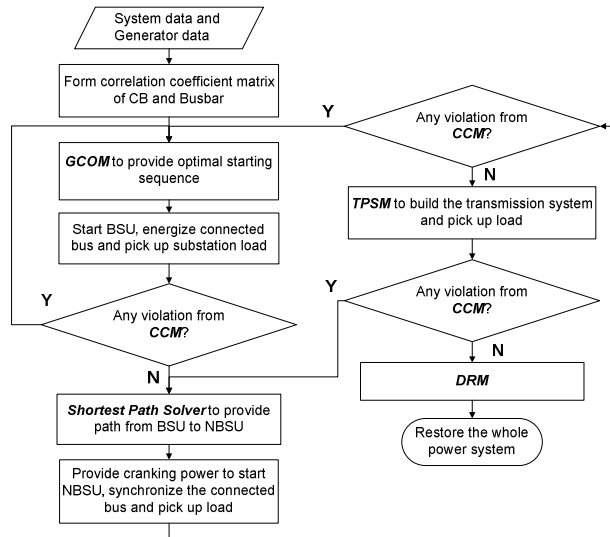 System data and
Generator data
Form correlation coefficient matrix
of CB and Busbar
GCOM to provide optimal starting
sequence
Start BSU, energize connected
bus and pick up substation load
Y
Any violation from
CCM?
N
Shortest Path Solver to provide
path from BSU to NBSU
Provide cranking power to start
NBSU, synchronize the connected
bus and pick up load
Y
Any violation from
CCM?
N
TPSM to build the transmission system
and pick up load
Y
Any violation from
CCM?
N
DRM
Restore the whole
power system